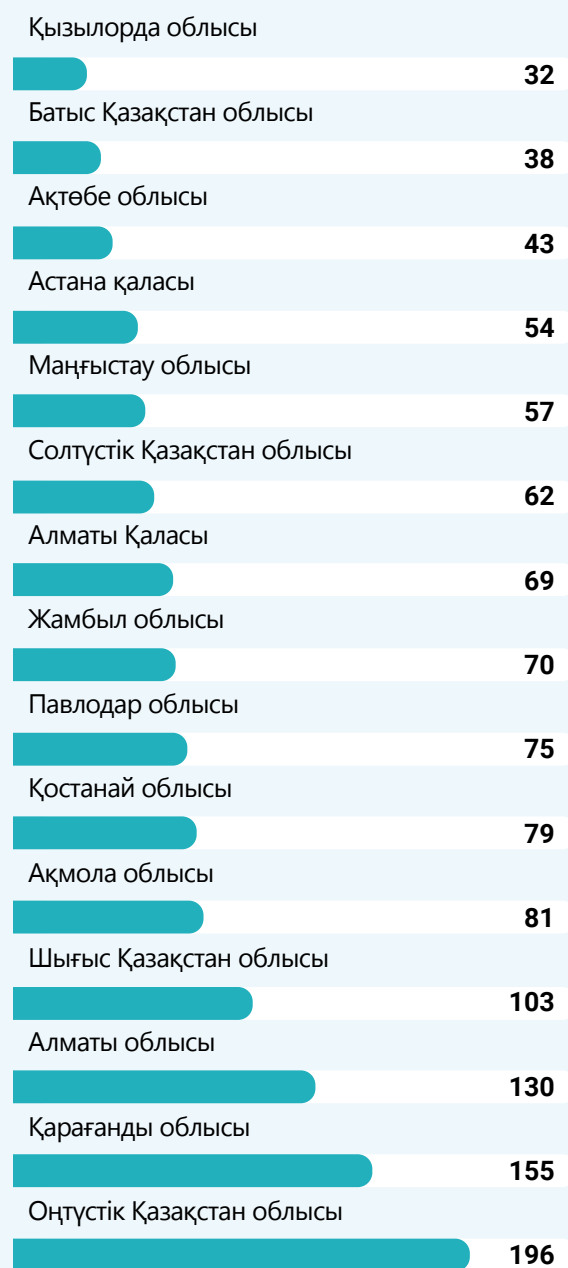 Қызылорда облысы
32
Батыс Қазақстан облысы
38
Ақтөбе облысы
43
Астана қаласы
54
Маңғыстау облысы
57
Солтүстік Қазақстан облысы
62
Алматы Қаласы
69
Жамбыл облысы
70
Павлодар облысы
75
Қостанай облысы
79
Ақмола облысы
81
Шығыс Қазақстан облысы
103
Алматы облысы
130
Қарағанды облысы
155
Оңтүстік Қазақстан облысы
196